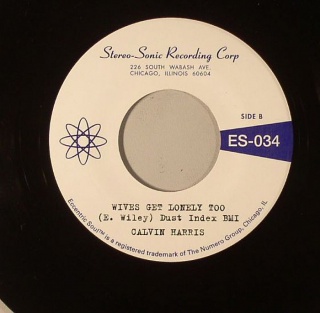 Stereo-Sonic Recording Corp
226 SOUTH WABASH AVE.
CHICAGO, ILLINOIS 60604
SIDE B
ES-034
WIVES GET LONELY TOO
(E. Wiley) Dust Index BMI
CALVIN HARRIS
Eccentric Soul™ is a registered trademark of The Numero Group, Chicago, IL